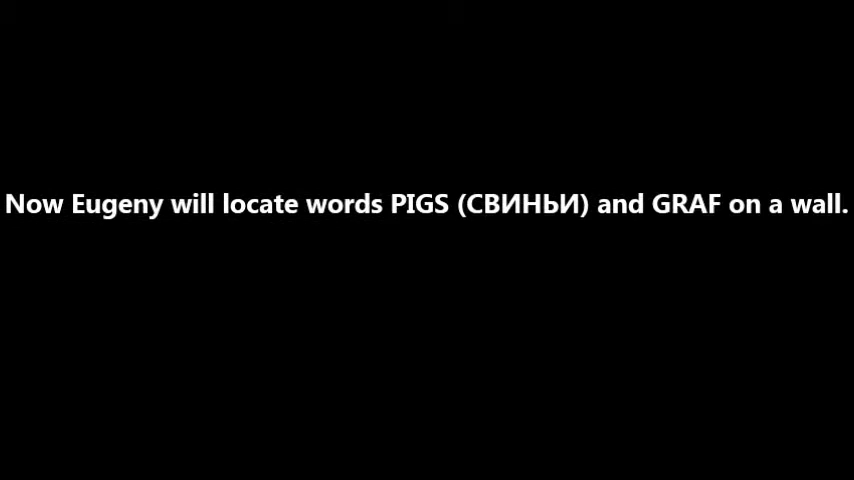 Now Eugeny will locate words PIGS (СВИНЬИ) and GRAF on a wall.